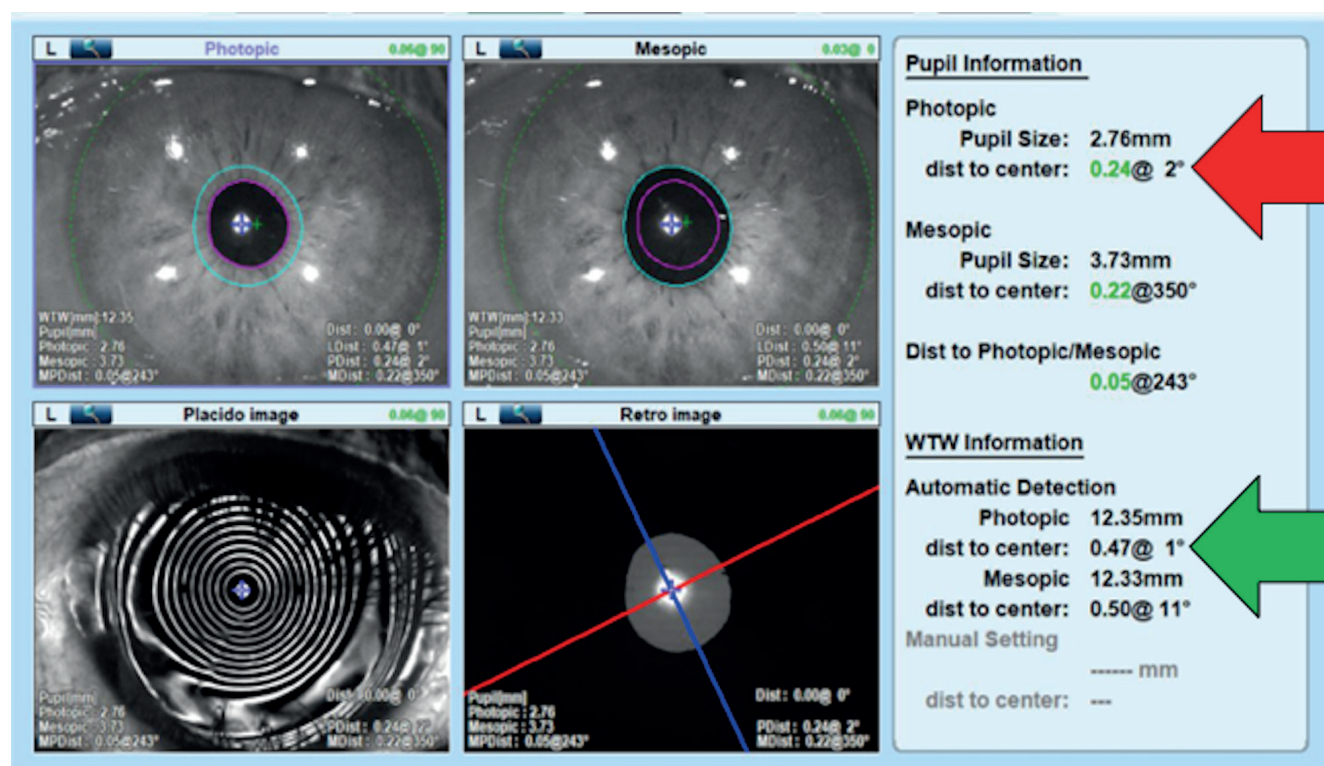 L Photopic 0.06@ 90
WTW[mm]:12.35
Pupil[mm]
Photopic : 2.76
Mesopic : 3.73
MPDist : 0.05@243°
Dist : 0.00@ 0°
LDist : 0.47@ 1°
PDist : 0.24@ 2°
MDist : 0.22@350°
L Mesopic 0.03@ 0
WTW[mm]:12.33
Pupil[mm]
Photopic : 2.76
Mesopic : 3.73
MPDist : 0.05@243°
Dist : 0.00@ 0°
LDist : 0.50@ 11°
PDist : 0.24@ 2°
MDist : 0.22@350°
L Placido image 0.06@ 90
Pupil[mm]
Photopic : 2.76
Mesopic : 3.73
MPDist : 0.05@243°
Dist : 0.00@ 0°
PDist : 0.24@ 2°
MDist : 0.22@350°
L Retro image 0.06@ 90
Pupil[mm]
Photopic : 2.76
Mesopic : 3.73
MPDist : 0.05@243°
Dist : 0.00@ 0°
PDist : 0.24@ 2°
MDist : 0.22@350°
Pupil Information
Photopic
Pupil Size: 2.76mm
dist to center: 0.24@ 2°
Mesopic
Pupil Size: 3.73mm
dist to center: 0.22@350°
Dist to Photopic/Mesopic
0.05@243°
WTW Information
Automatic Detection
Photopic 12.35mm
dist to center: 0.47@ 1°
Mesopic 12.33mm
dist to center: 0.50@ 11°
Manual Setting
------ mm
dist to center: ---